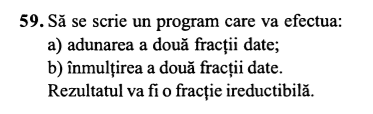 59. Să se scrie un program care va efectua:
a) adunarea a două fracții date;
b) înmulțirea a două fracții date.
Rezultatul va fi o fracție ireductibilă.